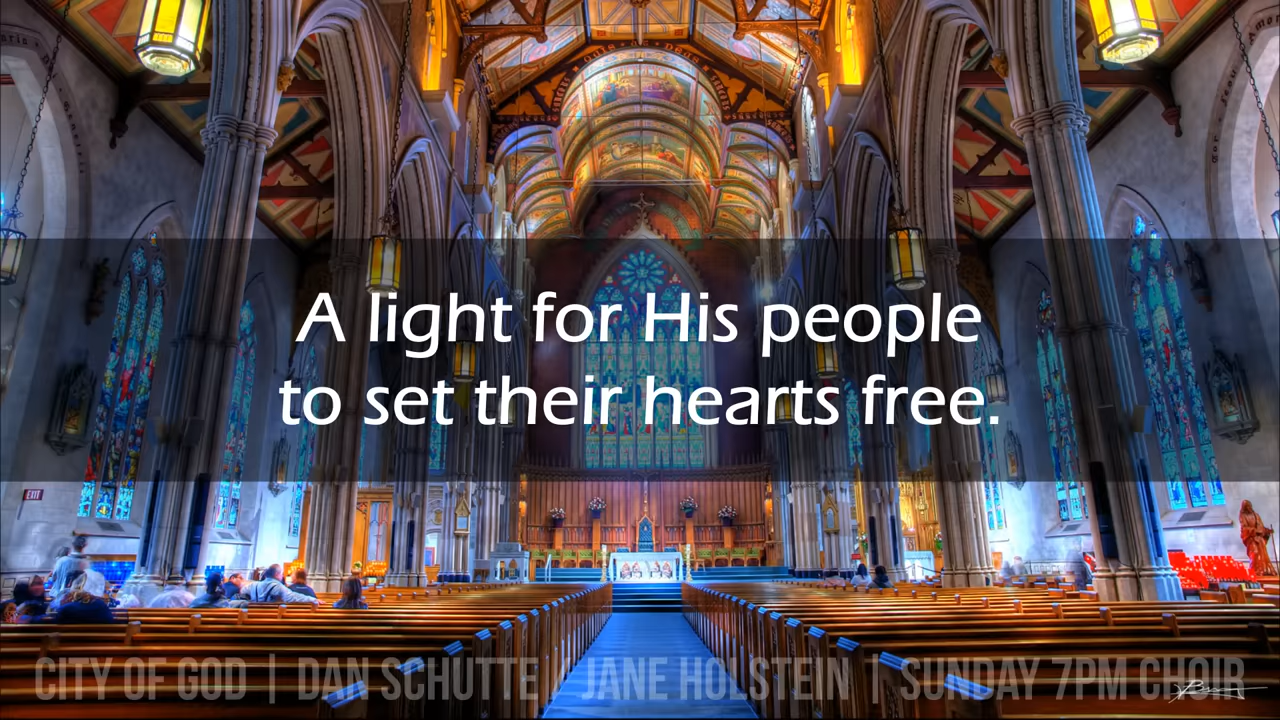 EXIT
A light for His people
to set their hearts free.
CITY OF GOD | DAN SCHUTTE / JANE HOLSTEIN | SUNDAY 7PM CHOIR